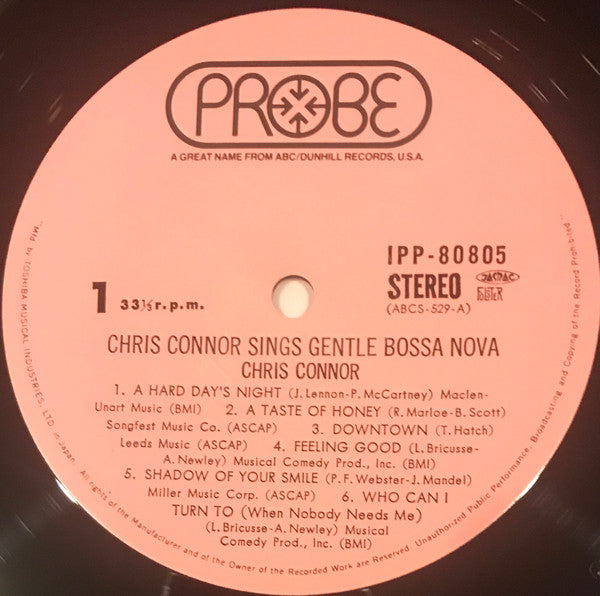 PROBE
A GREAT NAME FROM ABC/DUNHILL RECORDS, U.S.A.
IPP-80805
1 33⅓ r.p.m.
STEREO
JASRAC
(ABCS-529-A)
CHRIS CONNOR SINGS GENTLE BOSSA NOVA
CHRIS CONNOR
1. A HARD DAY'S NIGHT (J.Lennon-P.McCartney) Maclen-
Unart Music (BMI) 2. A TASTE OF HONEY (R.Marloe-B.Scott)
Songfest Music Co. (ASCAP) 3. DOWNTOWN (T.Hatch)
Leeds Music (ASCAP) 4. FEELING GOOD (L.Bricusse-
A.Newley) Musical Comedy Prod., Inc. (BMI)
5. SHADOW OF YOUR SMILE (P.F.Webster-J.Mandel)
Miller Music Corp. (ASCAP) 6. WHO CAN I
TURN TO (When Nobody Needs Me)
(L.Bricusse-A.Newley) Musical
Comedy Prod., Inc. (BMI)
"Mfd. by TOSHIBA MUSICAL INDUSTRIES, LTD. in Japan. All rights of the Manufacturer and of the Owner of the Recorded Work are Reserved. Unauthorized Public Performance, Broadcasting and Copying of the Record Prohibited"